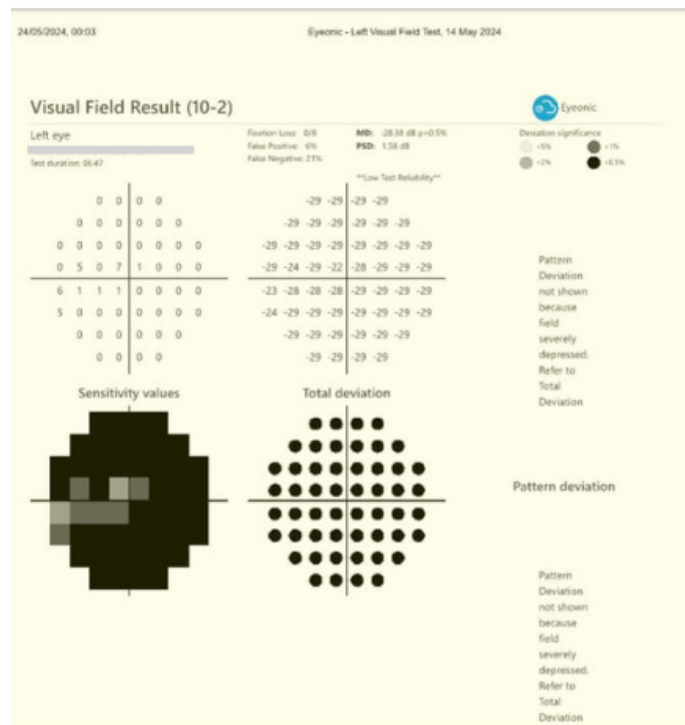 24/05/2024, 00:03 Eyeonic - Left Visual Field Test, 14 May 2024
Visual Field Result (10-2) Eyeonic
Left eye
Test duration: 06:47
Fixation Loss: 0/8
False Positive: 6%
False Negative: 21%
MD: -28.38 dB p<0.5%
PSD: 1.58 dB
**Low Test Reliability**
Deviation significance
<5% <1%
<2% <0.5%
0 0 0 0
0 0 0 0 0 0
0 0 0 0 0 0 0 0
0 5 0 7 1 0 0 0
6 1 1 1 0 0 0 0
5 0 0 0 0 0 0 0
0 0 0 0 0 0
0 0 0 0
Sensitivity values
-29 -29 -29 -29
-29 -29 -29 -29 -29 -29
-29 -29 -29 -29 -29 -29 -29 -29
-29 -24 -29 -22 -28 -29 -29 -29
-23 -28 -28 -28 -29 -29 -29 -29
-24 -29 -29 -29 -29 -29 -29 -29
-29 -29 -29 -29 -29 -29
-29 -29 -29 -29
Total deviation
Pattern
Deviation
not shown
because
field
severely
depressed.
Refer to
Total
Deviation
Pattern deviation
Pattern
Deviation
not shown
because
field
severely
depressed.
Refer to
Total
Deviation